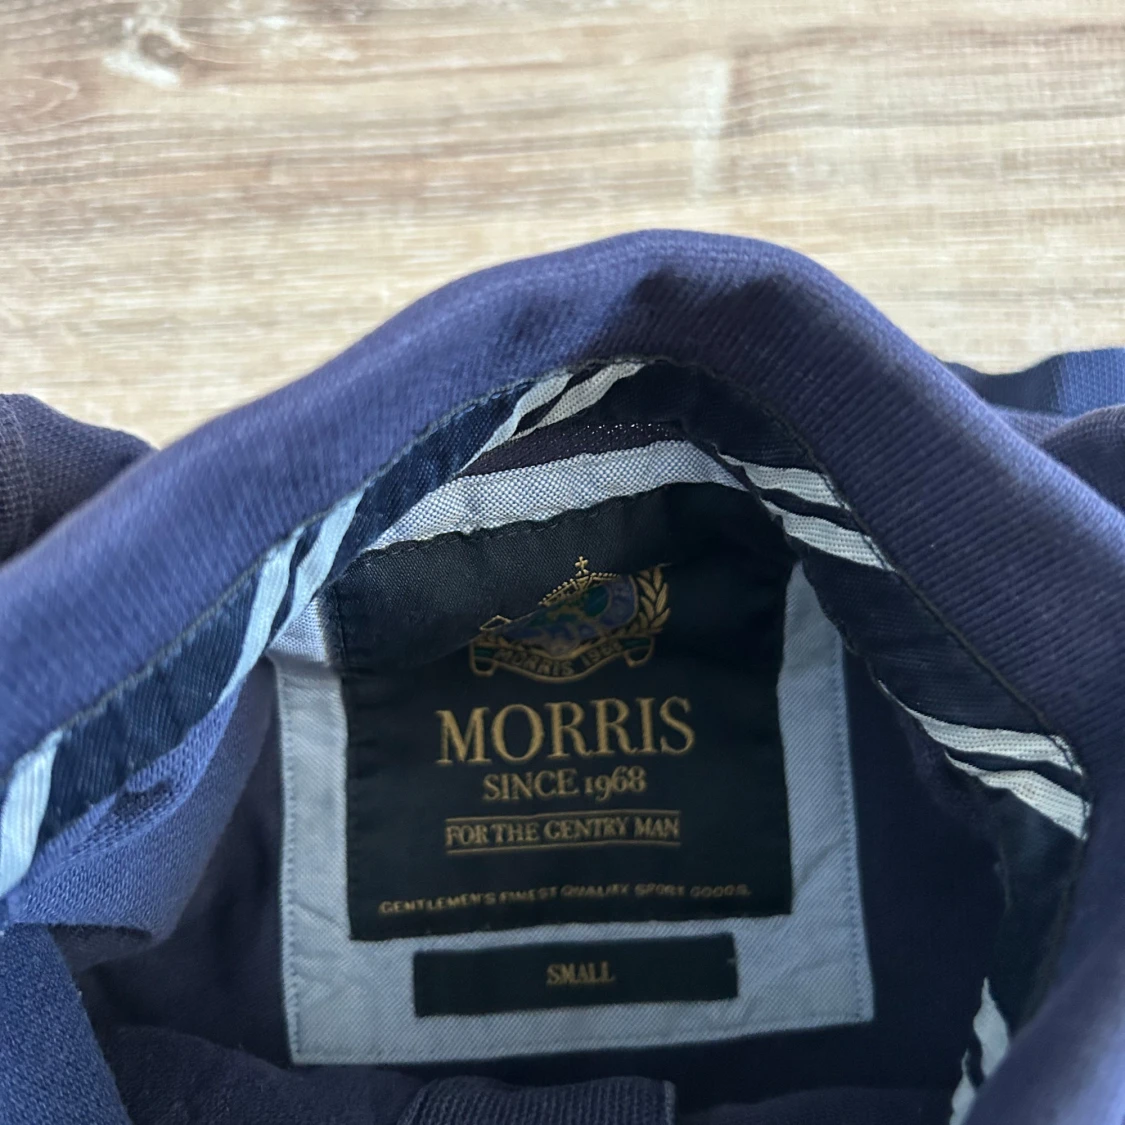 MORRIS 1968
MORRIS
SINCE 1968
FOR THE GENTRY MAN
GENTLEMEN'S FINEST QUALITY SPORT GOODS.
SMALL